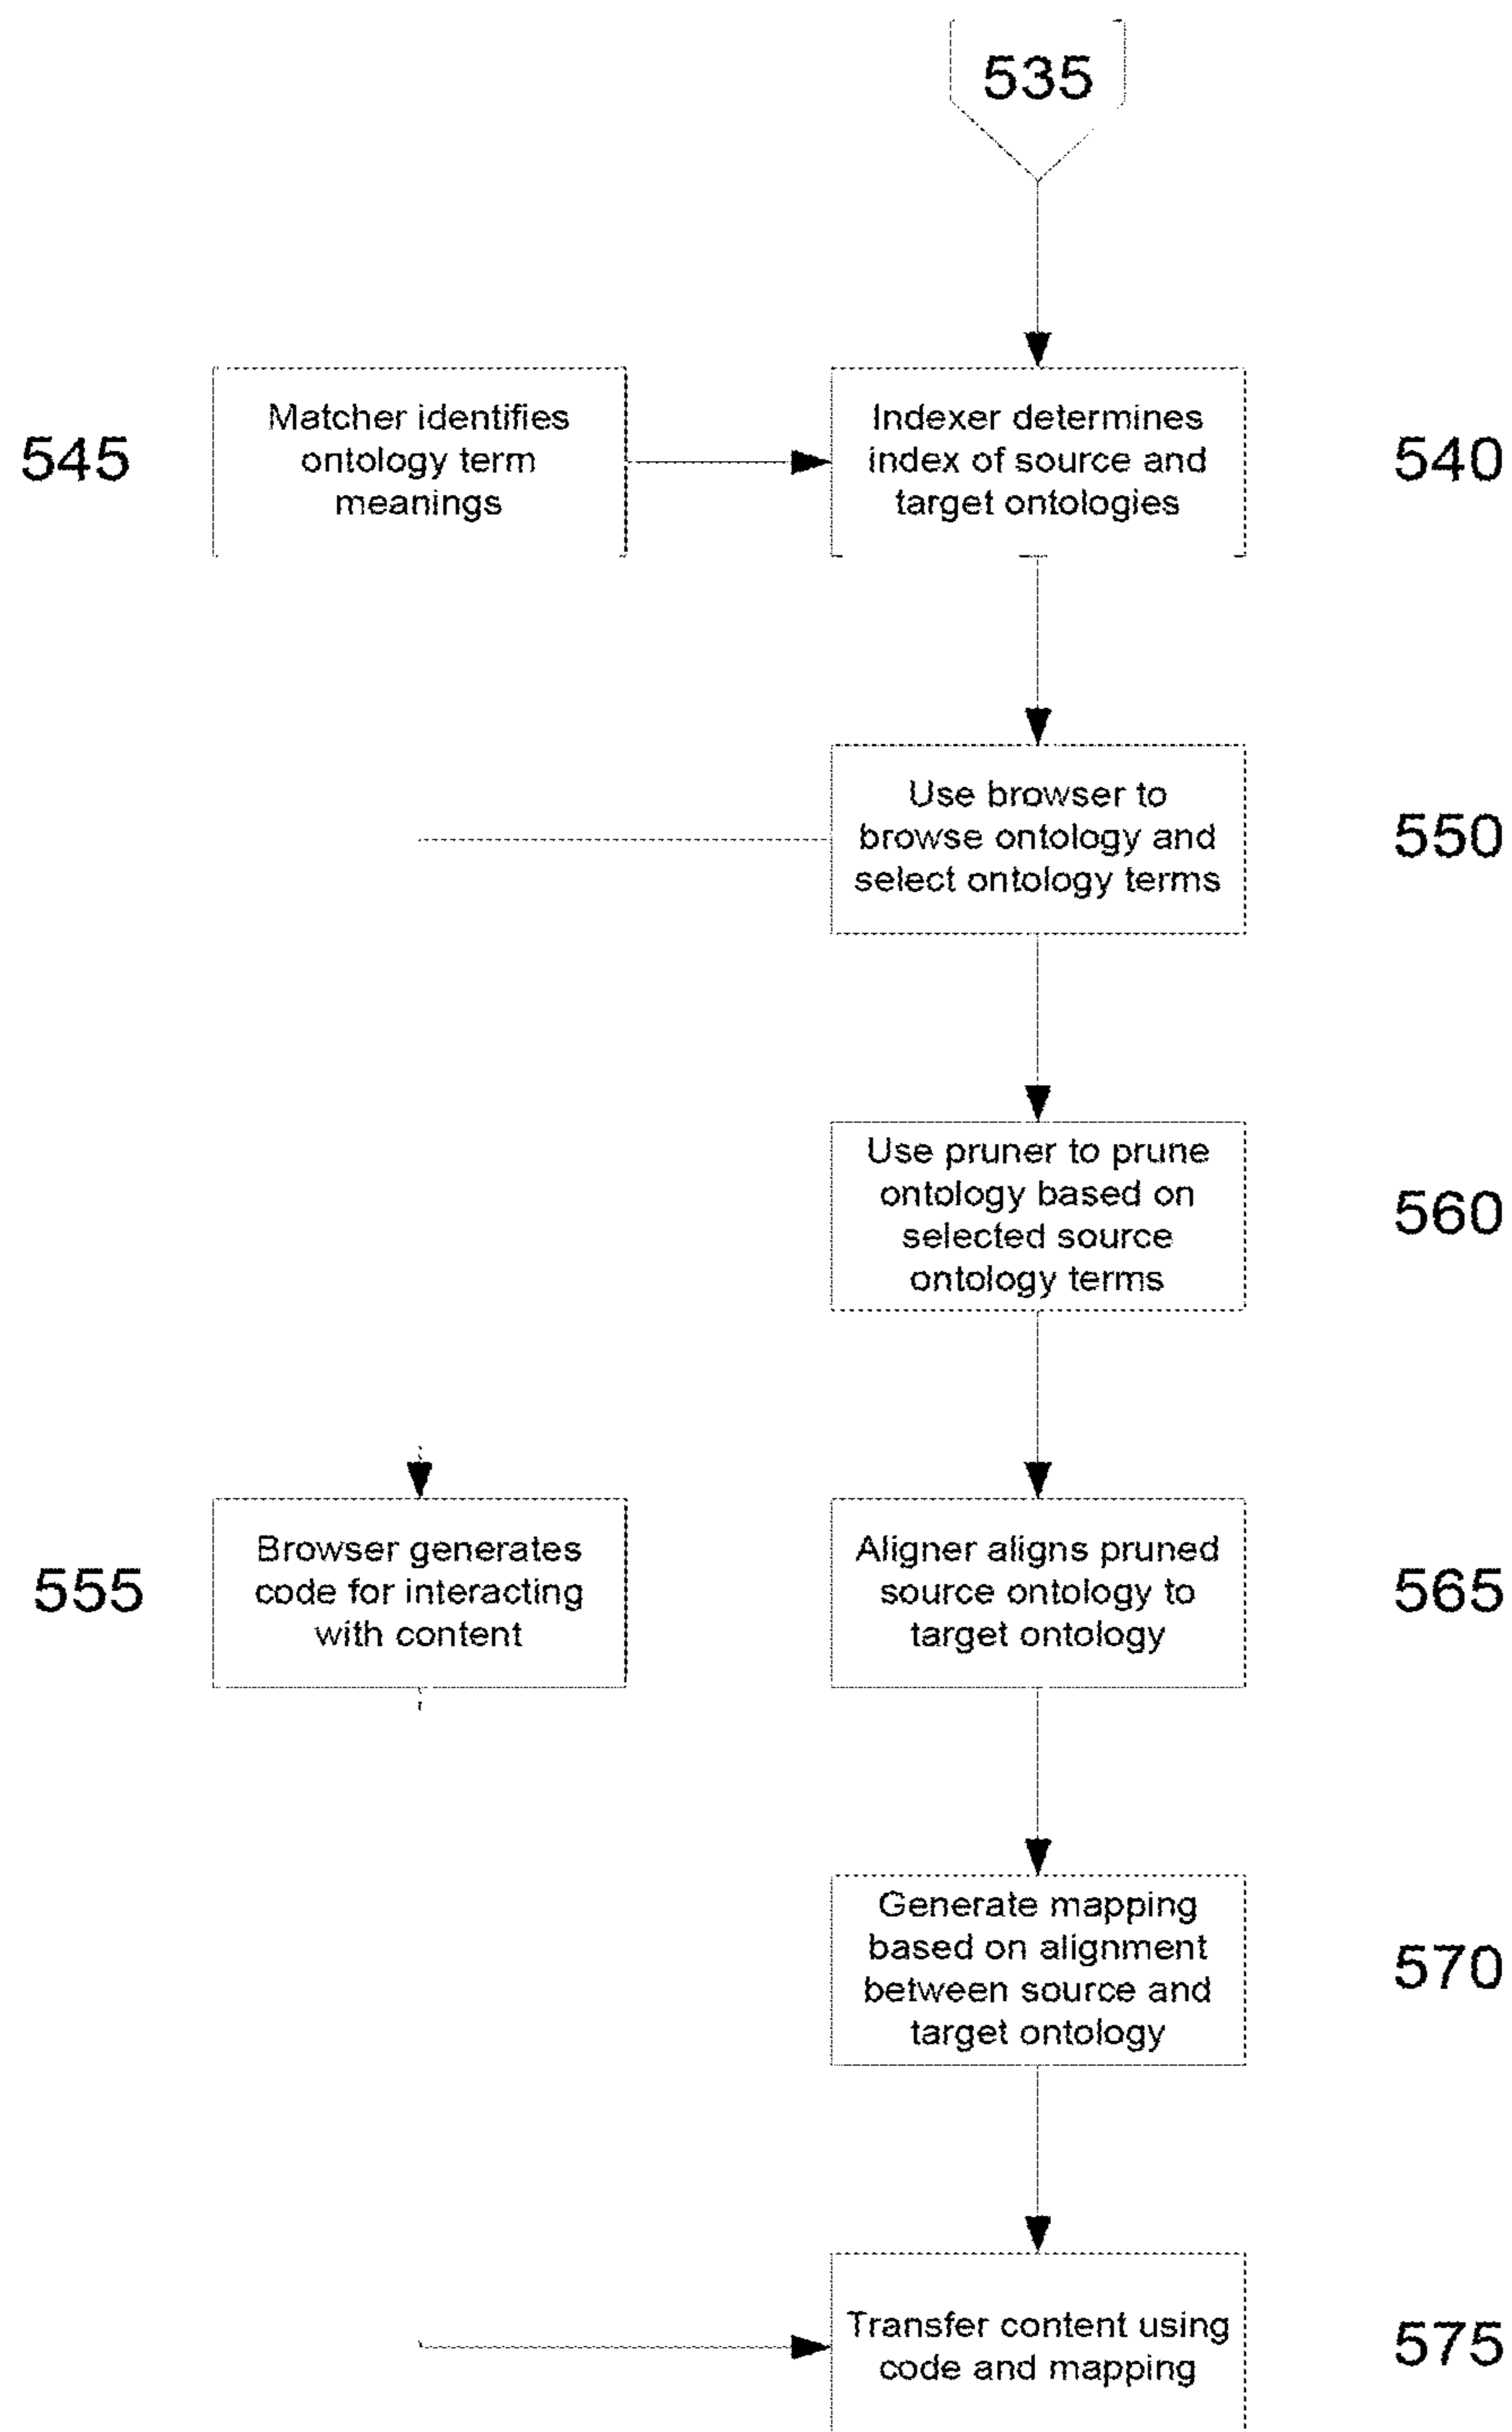 535
545
Matcher identifies
ontology term
meanings
Indexer determines
index of source and
target ontologies
540
Use browser to
browse ontology and
select ontology terms
550
Use pruner to prune
ontology based on
selected source
ontology terms
560
555
Browser generates
code for interacting
with content
Aligner aligns pruned
source ontology to
target ontology
565
Generate mapping
based on alignment
between source and
target ontology
570
Transfer content using
code and mapping
575